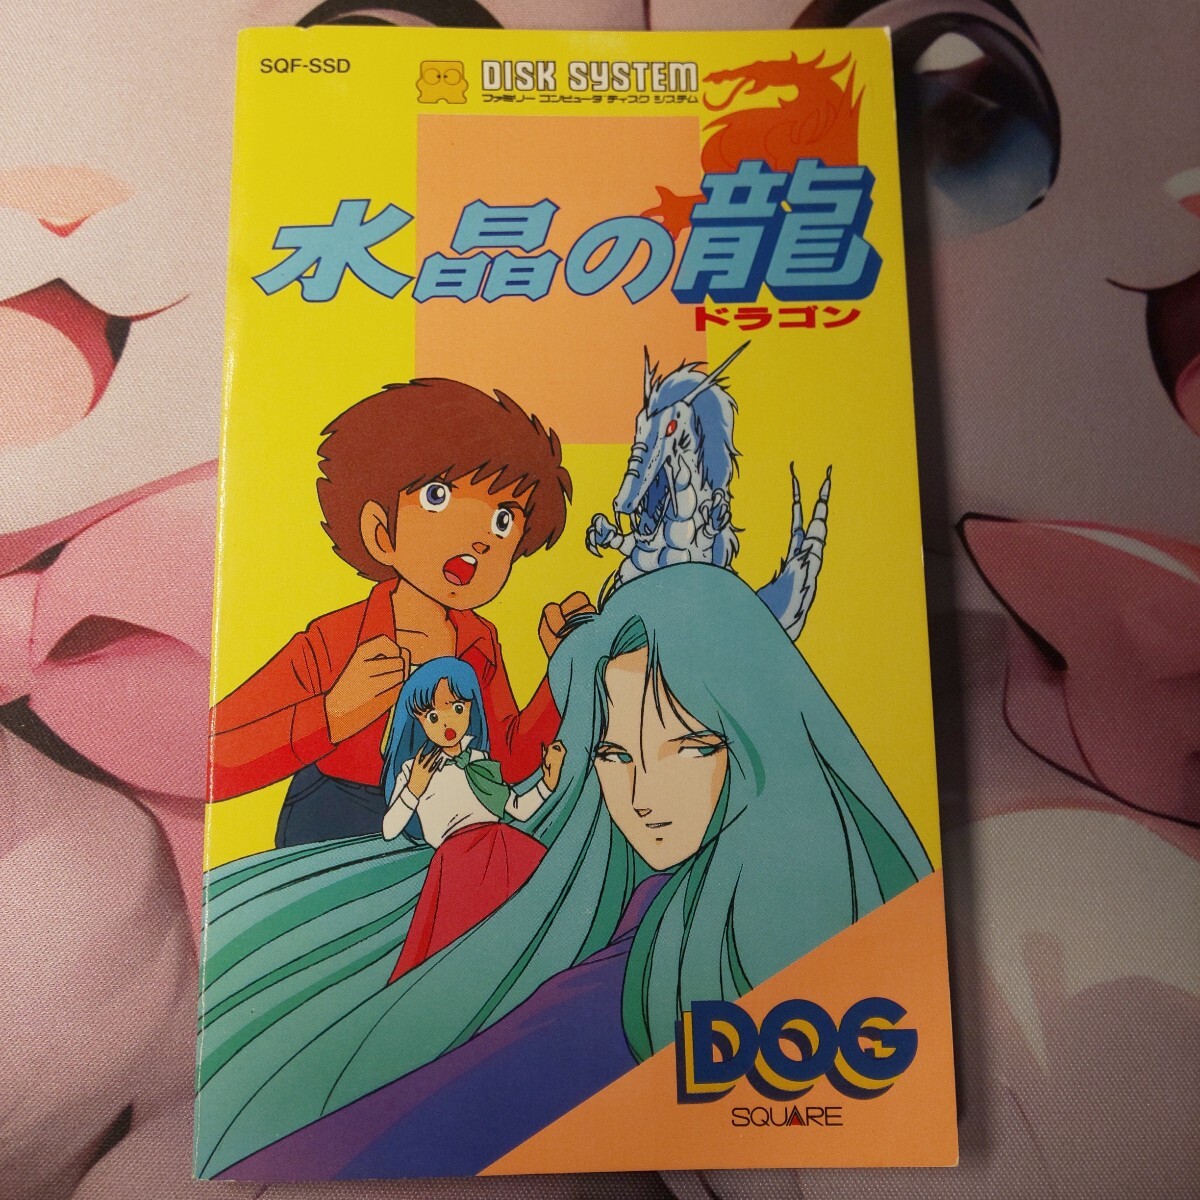 SQF-SSD
DISK SYSTEM
ファミリー コンピュータ ディスク システム
水晶の龍
ドラゴン
DOG
SQUARE